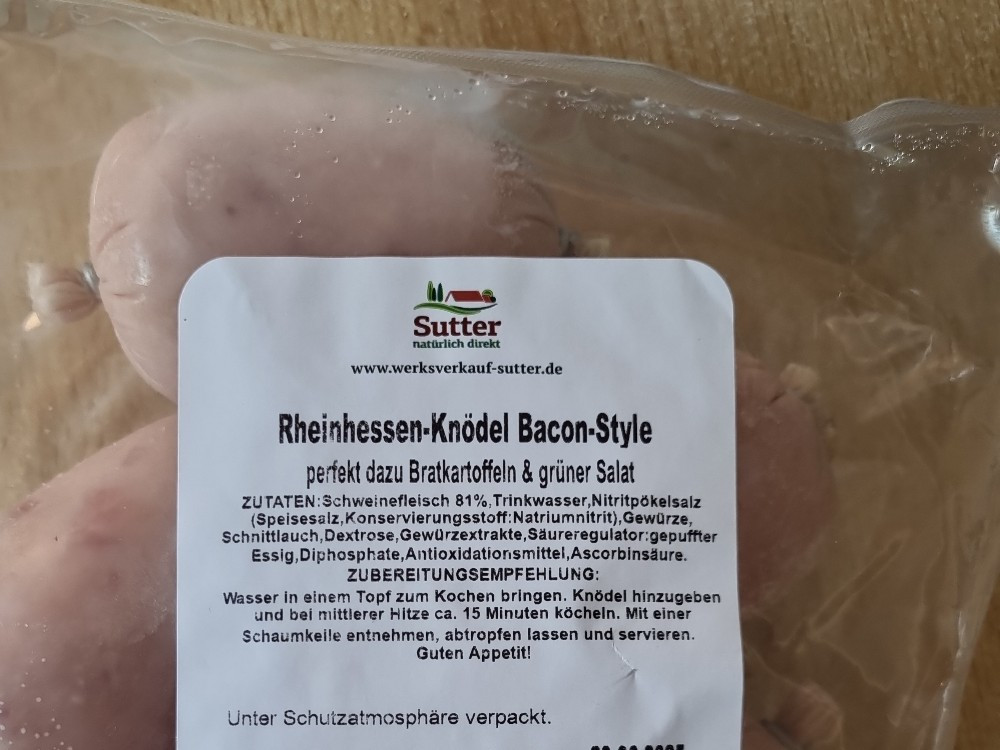 Sutter
natürlich direkt
www.werksverkauf-sutter.de
Rheinhessen-Knödel Bacon-Style
perfekt dazu Bratkartoffeln & grüner Salat
ZUTATEN:Schweinefleisch 81%,Trinkwasser,Nitritpökelsalz
(Speisesalz,Konservierungsstoff:Natriumnitrit),Gewürze,
Schnittlauch,Dextrose,Gewürzextrakte,Säureregulator:gepuffter
Essig,Diphosphate,Antioxidationsmittel,Ascorbinsäure.
ZUBEREITUNGSEMPFEHLUNG:
Wasser in einem Topf zum Kochen bringen. Knödel hinzugeben
und bei mittlerer Hitze ca. 15 Minuten köcheln. Mit einer
Schaumkelle entnehmen, abtropfen lassen und servieren.
Guten Appetit!
Unter Schutzatmosphäre verpackt.